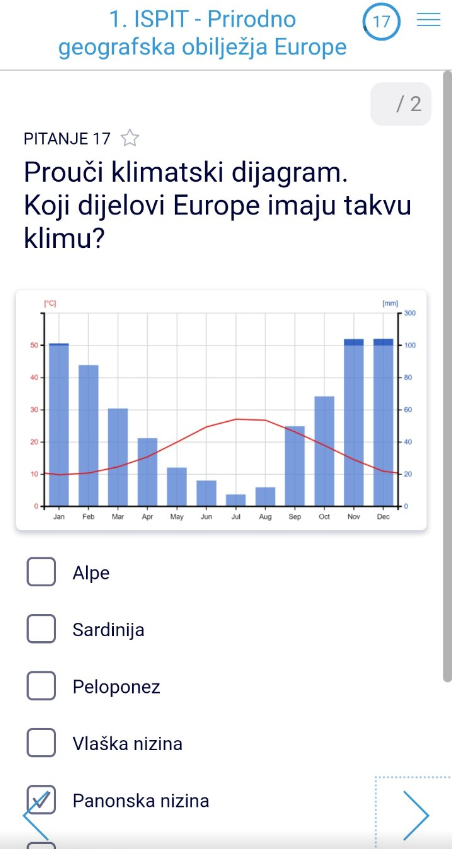 1. ISPIT - Prirodno
geografska obilježja Europe
17
/ 2
PITANJE 17
Prouči klimatski dijagram.
Koji dijelovi Europe imaju takvu
klimu?
[°C]
[mm]
300
50
100
40
80
30
60
20
40
10
20
0
0
Jan Feb Mar Apr May Jun Jul Aug Sep Oct Nov Dec
Alpe
Sardinija
Peloponez
Vlaška nizina
Panonska nizina